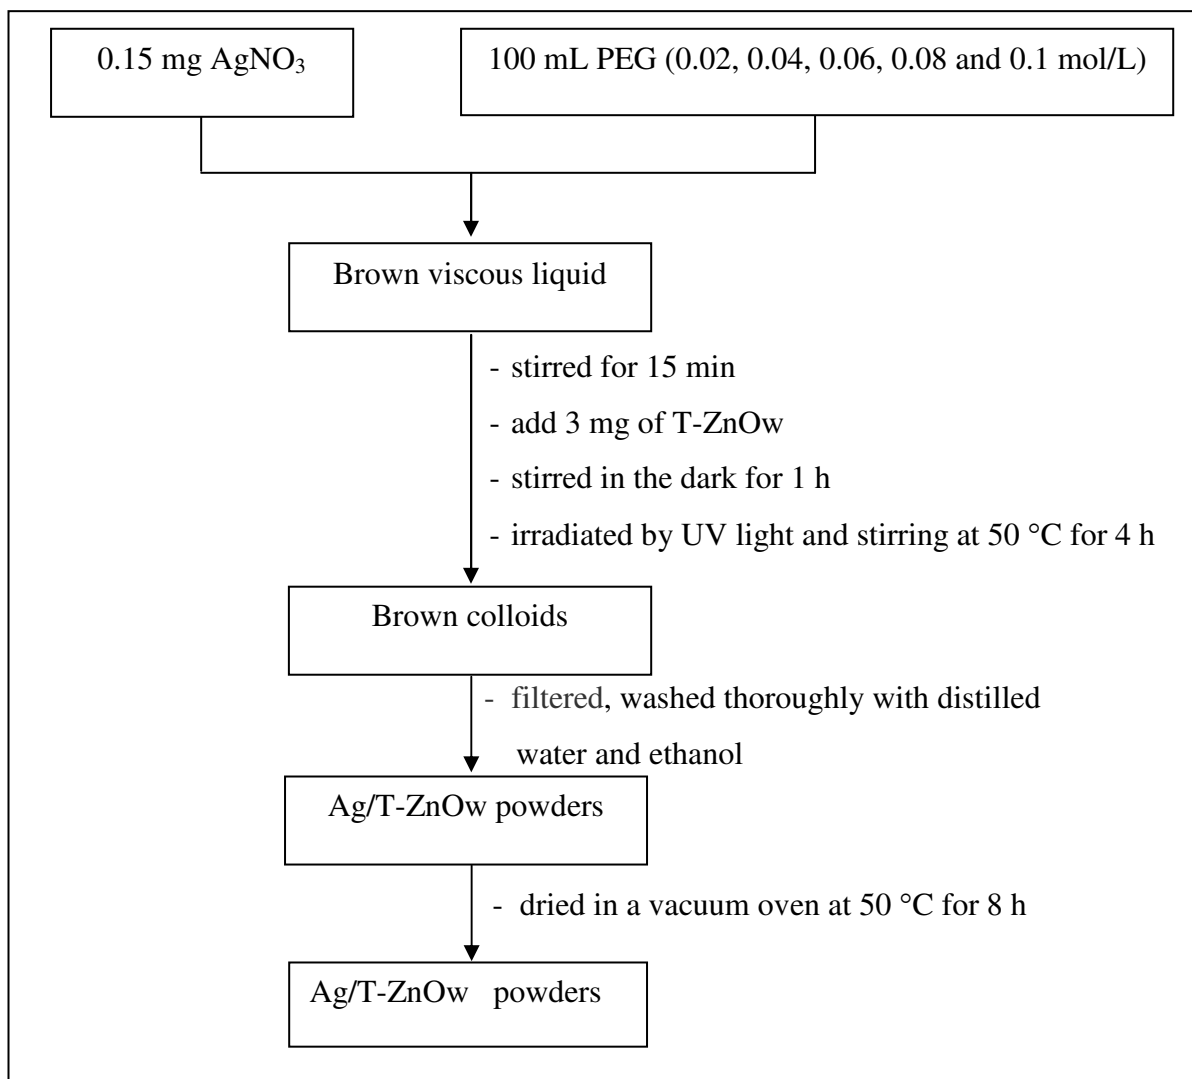 0.15 mg AgNO₃
100 mL PEG (0.02, 0.04, 0.06, 0.08 and 0.1 mol/L)
Brown viscous liquid
- stirred for 15 min
- add 3 mg of T-ZnOw
- stirred in the dark for 1 h
- irradiated by UV light and stirring at 50 °C for 4 h
Brown colloids
- filtered, washed thoroughly with distilled
water and ethanol
Ag/T-ZnOw powders
- dried in a vacuum oven at 50 °C for 8 h
Ag/T-ZnOw powders